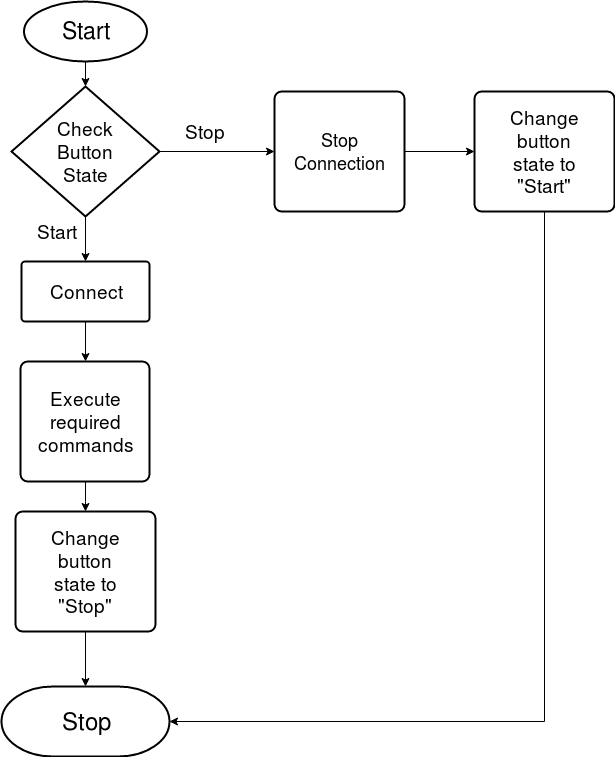 Start
Check
Button
State
Stop
Stop
Connection
Change
button
state to
"Start"
Start
Connect
Execute
required
commands
Change
button
state to
"Stop"
Stop